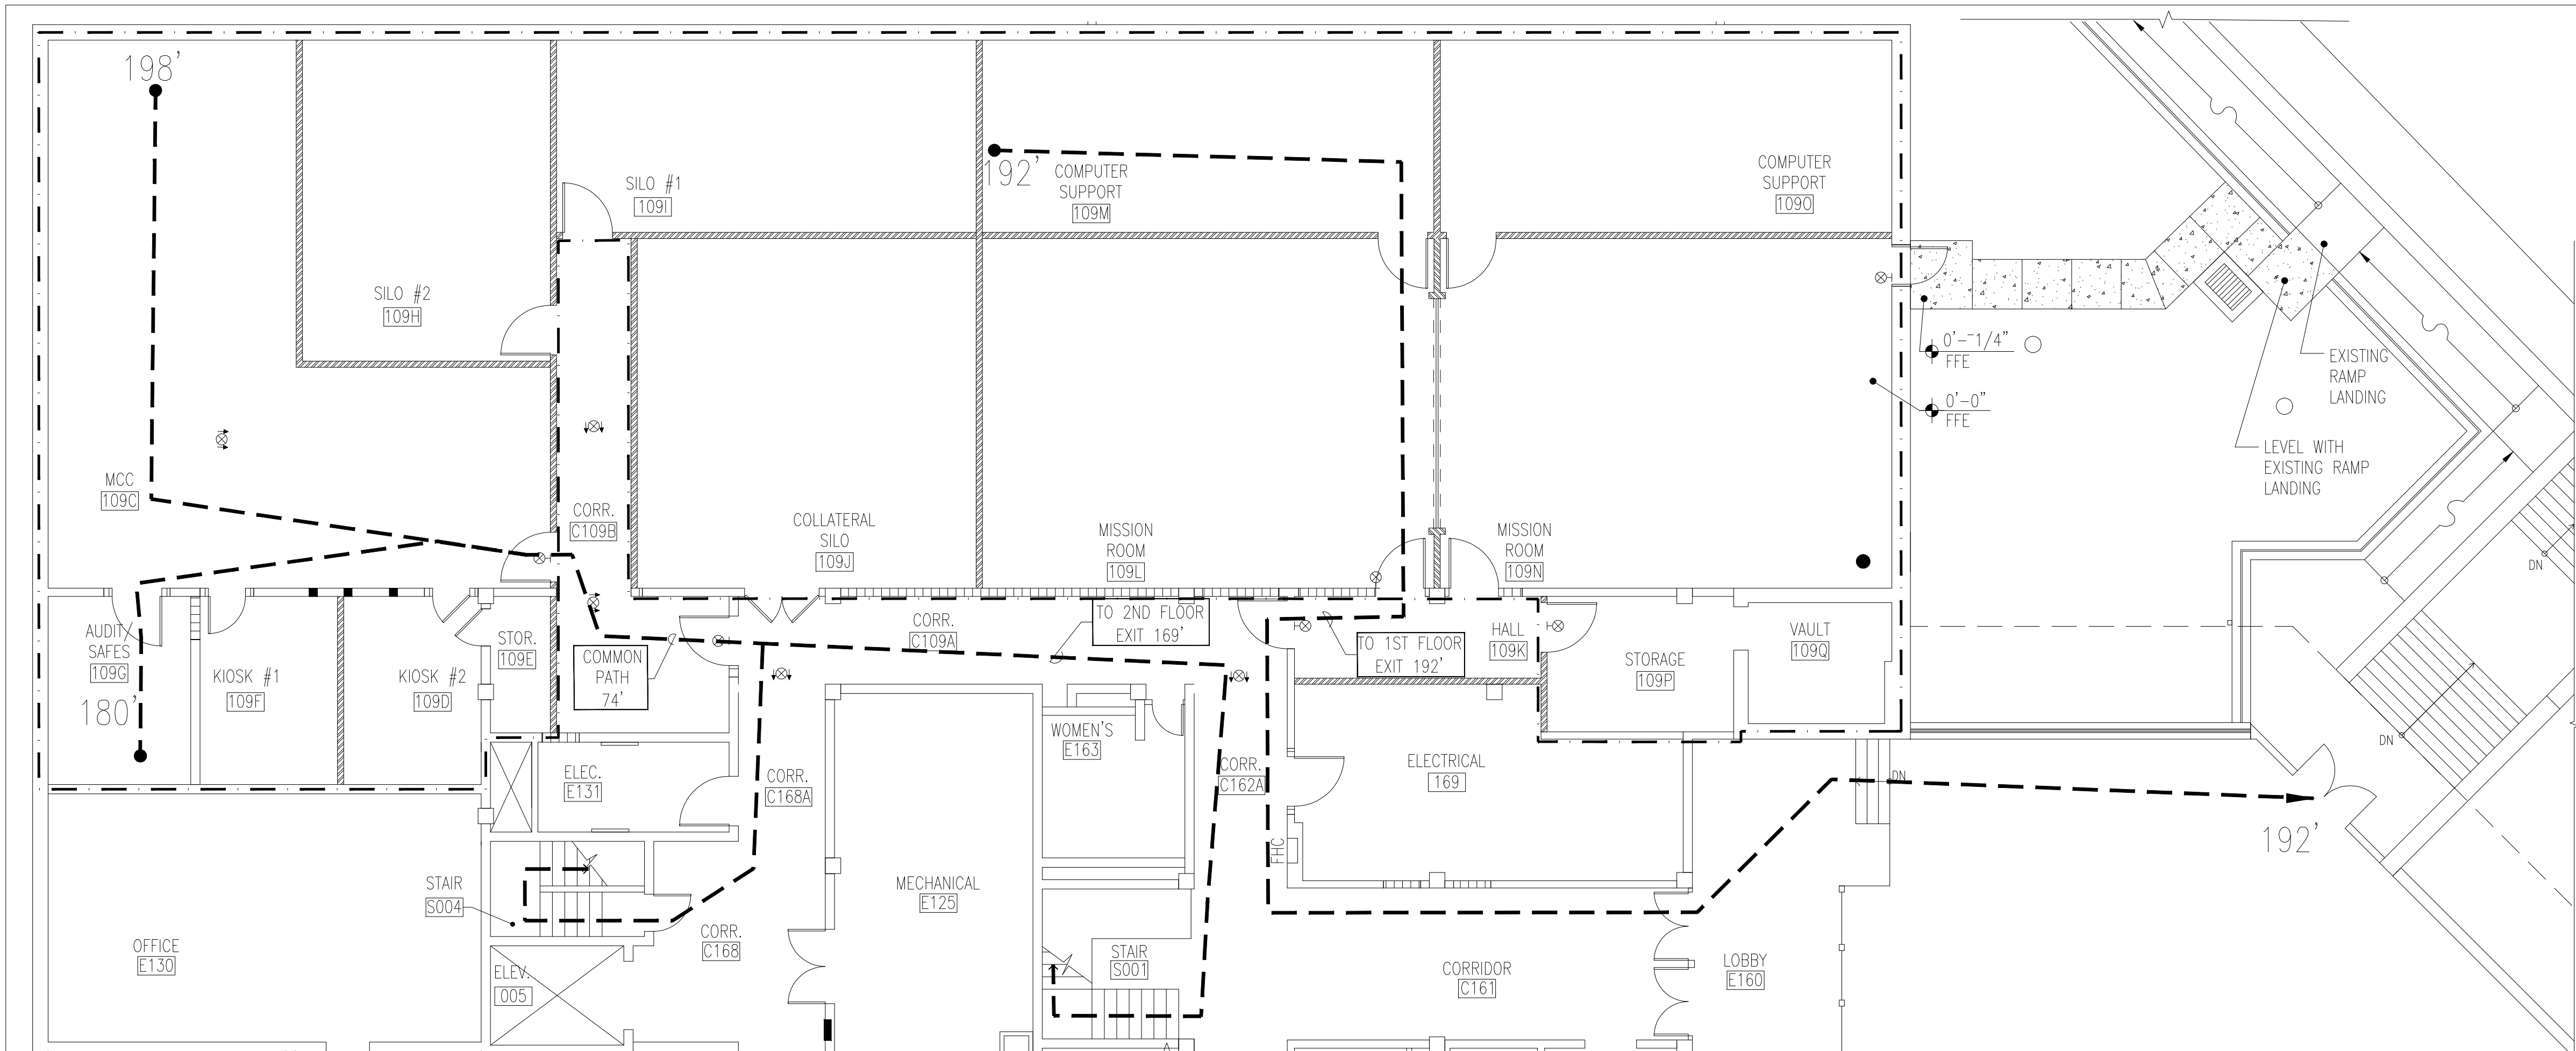 198'
SILO #1
109I
192'
COMPUTER
SUPPORT
109M
COMPUTER
SUPPORT
109O
SILO #2
109H
0'-1/4"
FFE
0'-0"
FFE
EXISTING
RAMP
LANDING
LEVEL WITH
EXISTING RAMP
LANDING
MCC
109C
CORR.
C109B
COLLATERAL
SILO
109J
MISSION
ROOM
109L
MISSION
ROOM
109N
DN
AUDIT/
SAFES
109G
180'
KIOSK #1
109F
KIOSK #2
109D
STOR.
109E
COMMON
PATH
74'
CORR.
C109A
TO 2ND FLOOR
EXIT 169'
TO 1ST FLOOR
EXIT 192'
HALL
109K
STORAGE
109P
VAULT
109Q
WOMEN'S
E163
DN
ELEC.
E131
CORR.
C168A
CORR.
C162A
ELECTRICAL
169
DN
192'
FHC
STAIR
S004
MECHANICAL
E125
OFFICE
E130
CORR.
C168
ELEV.
005
STAIR
S001
CORRIDOR
C161
LOBBY
E160